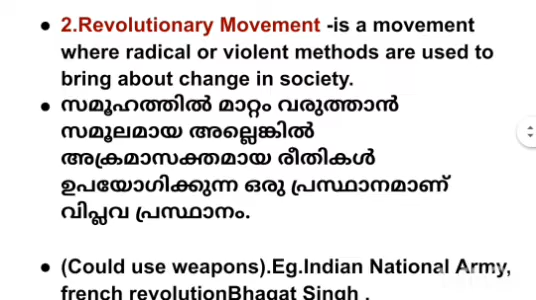 ● 2.Revolutionary Movement -is a movement
where radical or violent methods are used to
bring about change in society.
● സമൂഹത്തിൽ മാറ്റം വരുത്താൻ
സമൂലമായ അല്ലെങ്കിൽ
അക്രമാസക്തമായ രീതികൾ
ഉപയോഗിക്കുന്ന ഒരു പ്രസ്ഥാനമാണ്
വിപ്ലവ പ്രസ്ഥാനം.
● (Could use weapons).Eg.Indian National Army,
french revolutionBhagat Singh .